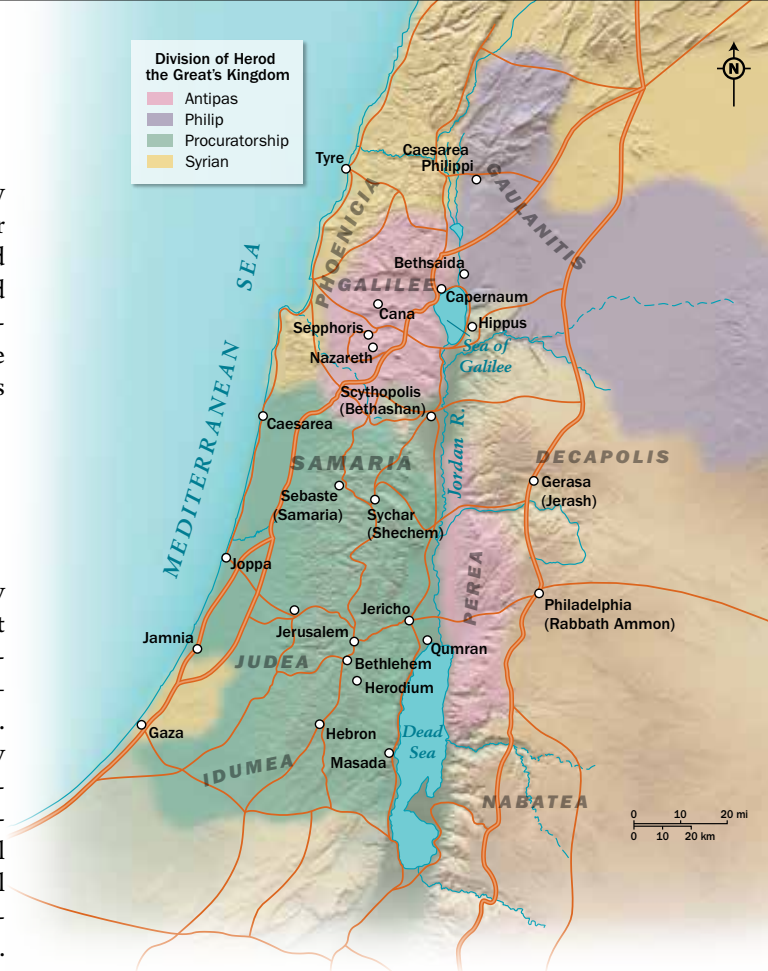 Division of Herod
the Great's Kingdom
Antipas
Philip
Procuratorship
Syrian
N
Tyre
Caesarea
Philippi
PHOENICIA
GAULANITIS
MEDITERRANEAN SEA
Bethsaida
GALILEE
Capernaum
Cana
Sepphoris
Hippus
Nazareth
Sea of
Galilee
Scythopolis
(Bethashan)
Caesarea
Jordan R.
SAMARIA
DECAPOLIS
Sebaste
(Samaria)
Gerasa
(Jerash)
Sychar
(Shechem)
Joppa
PEREA
Philadelphia
(Rabbath Ammon)
Jericho
Jerusalem
Jamnia
Qumran
JUDEA
Bethlehem
Herodium
Gaza
Hebron
Dead
Sea
Masada
IDUMEA
NABATEA
0 10 20 mi
0 10 20 km
y
r
d
d
-
e
s
y
t
-
-
.
y
-
-
l
l
-
.